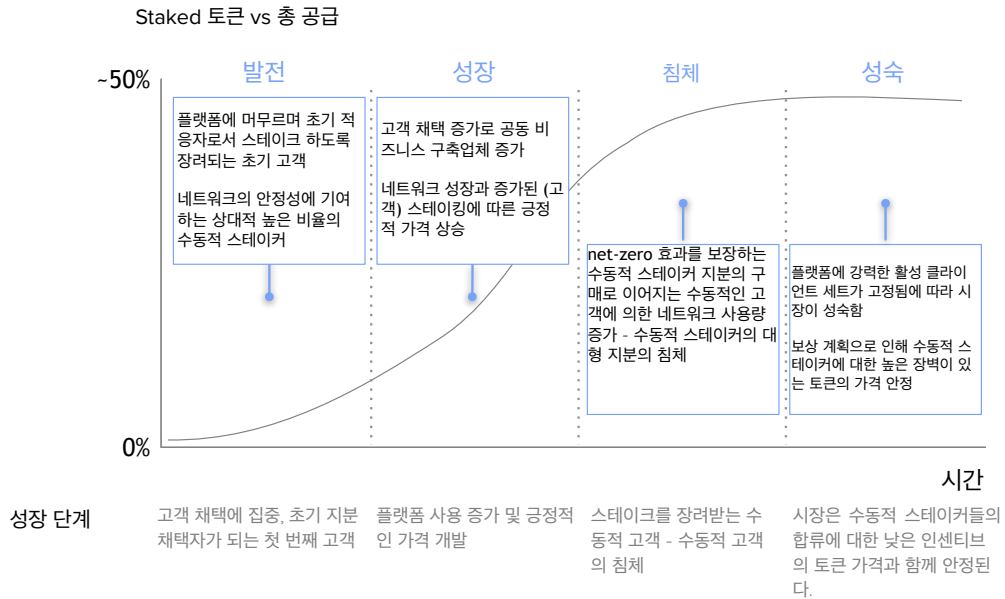 Staked 토큰 vs 총 공급
~50%
발전
성장
침체
성숙
플랫폼에 머무르며 초기 적
응자로서 스테이크 하도록
장려되는 초기 고객
네트워크의 안정성에 기여
하는 상대적 높은 비율의
수동적 스테이커
고객 채택 증가로 공동 비
즈니스 구축업체 증가
네트워크 성장과 증가된 (고
객) 스테이킹에 따른 긍정
적 가격 상승
net-zero 효과를 보장하는
수동적 스테이커 지분의 구
매로 이어지는 수동적인 고
객에 의한 네트워크 사용량
증가 - 수동적 스테이커의 대
형 지분의 침체
플랫폼에 강력한 활성 클라이
언트 세트가 고정됨에 따라 시
장이 성숙함
보상 계획으로 인해 수동적 스
테이커에 대한 높은 장벽이 있
는 토큰의 가격 안정
0%
시간
성장 단계
고객 채택에 집중, 초기 지분
채택자가 되는 첫 번째 고객
플랫폼 사용 증가 및 긍정적
인 가격 개발
스테이크를 장려받는 수
동적 고객 - 수동적 고객
의 침체
시장은 수동적 스테이커들의
합류에 대한 낮은 인센티브
의 토큰 가격과 함께 안정된
다.